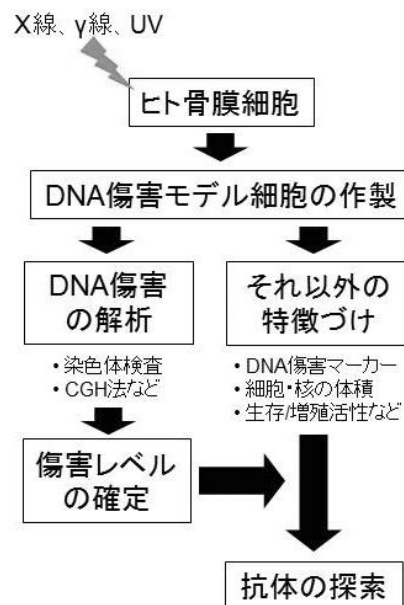 X線、γ線、UV
ヒト骨膜細胞
DNA傷害モデル細胞の作製
DNA傷害
の解析
・染色体検査
・CGH法など
それ以外の
特徴づけ
・DNA傷害マーカー
・細胞・核の体積
・生存/増殖活性など
傷害レベル
の確定
抗体の探索